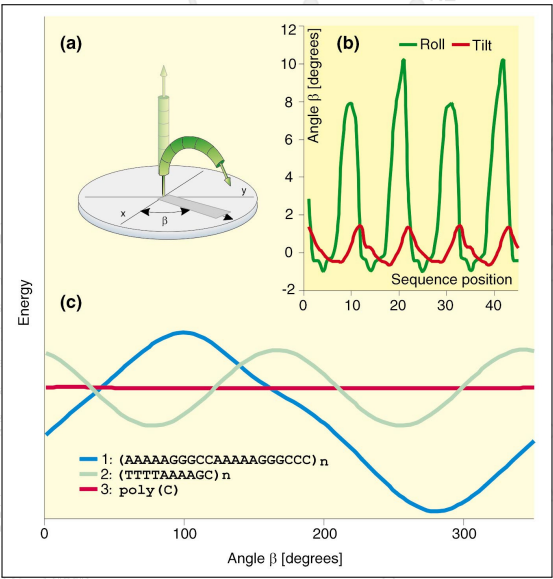 (a)
x
y
β
(b)
Roll
Tilt
Angle β [degrees]
12
10
8
6
4
2
0
-2
Sequence position
0
10
20
30
40
(c)
Energy
1: (AAAAAGGGCCAAAAAGGGCCC)n
2: (TTTTAAAAGC)n
3: poly(C)
0
100
200
300
Angle β [degrees]